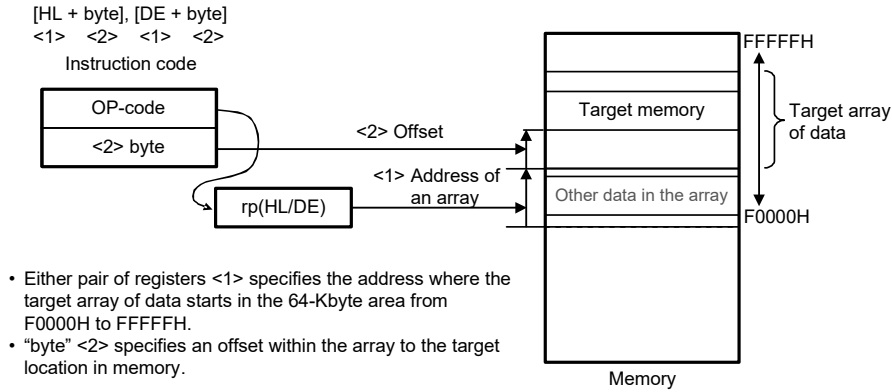 [HL + byte], [DE + byte]
<1> <2> <1> <2>
Instruction code
OP-code
<2> byte
<2> Offset
<1> Address of
an array
rp(HL/DE)
FFFFFH
Target memory
Target array
of data
Other data in the array
F0000H
Memory
• Either pair of registers <1> specifies the address where the
target array of data starts in the 64-Kbyte area from
F0000H to FFFFFH.
• “byte” <2> specifies an offset within the array to the target
location in memory.